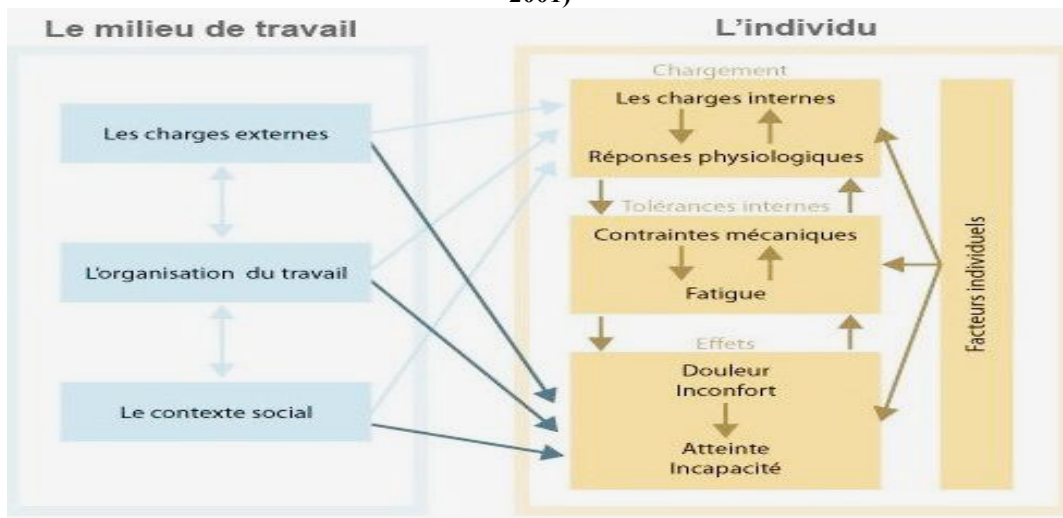 2001)
Le milieu de travail
L'individu
Les charges externes
L'organisation du travail
Le contexte social
Chargement
Les charges internes
Réponses physiologiques
Tolérances internes
Contraintes mécaniques
Fatigue
Effets
Douleur
Inconfort
Atteinte
Incapacité
Facteurs individuels